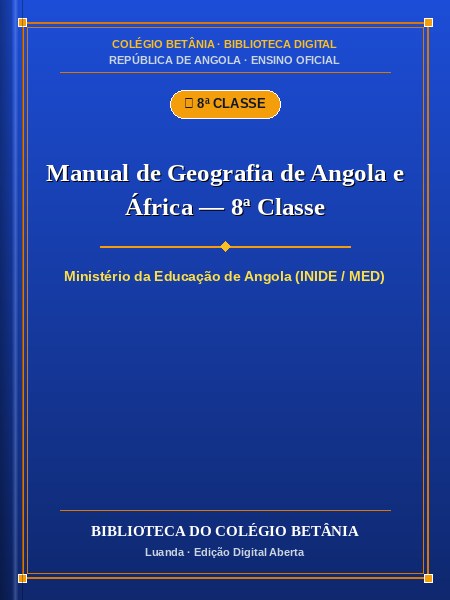 COLÉGIO BETÂNIA · BIBLIOTECA DIGITAL
REPÚBLICA DE ANGOLA · ENSINO OFICIAL
8ª CLASSE
Manual de Geografia de Angola e
África — 8ª Classe
Ministério da Educação de Angola (INIDE / MED)
BIBLIOTECA DO COLÉGIO BETÂNIA
Luanda · Edição Digital Aberta